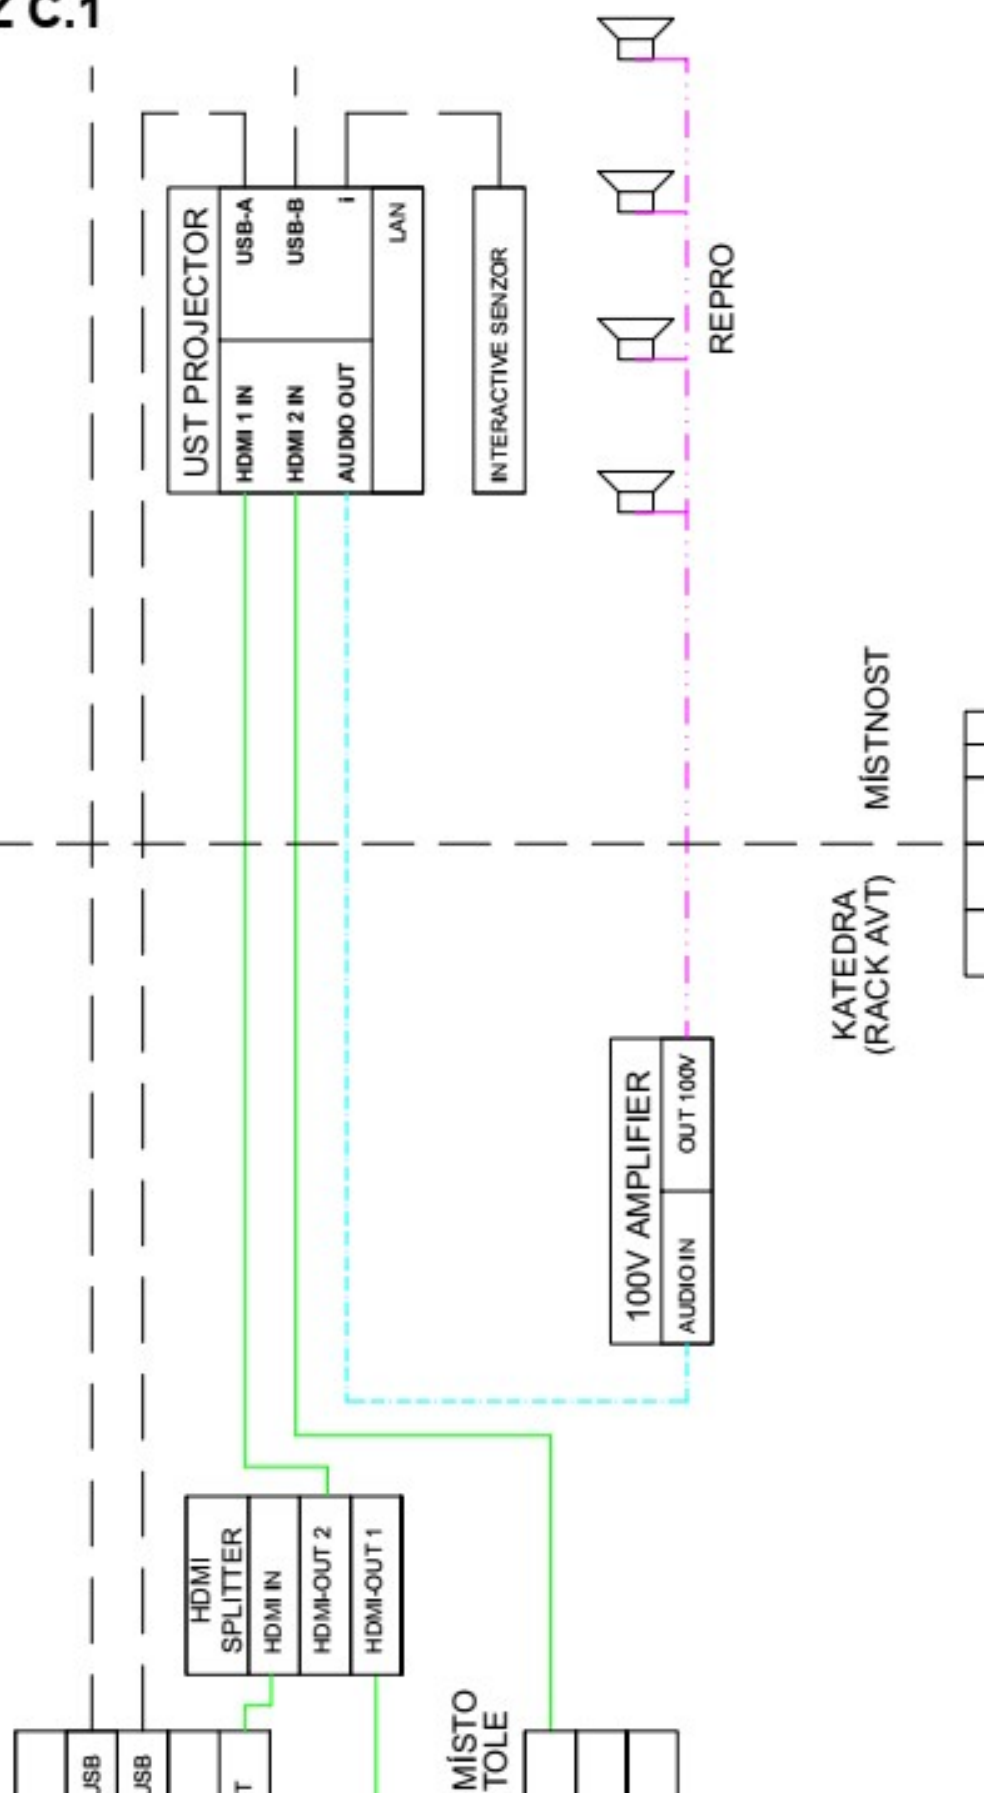 C.1
UST PROJECTOR
USB-A
USB-B
i
LAN
HDMI 1 IN
HDMI 2 IN
AUDIO OUT
INTERACTIVE SENZOR
REPRO
MÍSTNOST
KATEDRA
(RACK AVT)
100V AMPLIFIER
OUT 100V
AUDIO IN
HDMI
SPLITTER
HDMI IN
HDMI-OUT 2
HDMI-OUT 1
MÍSTO
TOLE
USB
USB
T